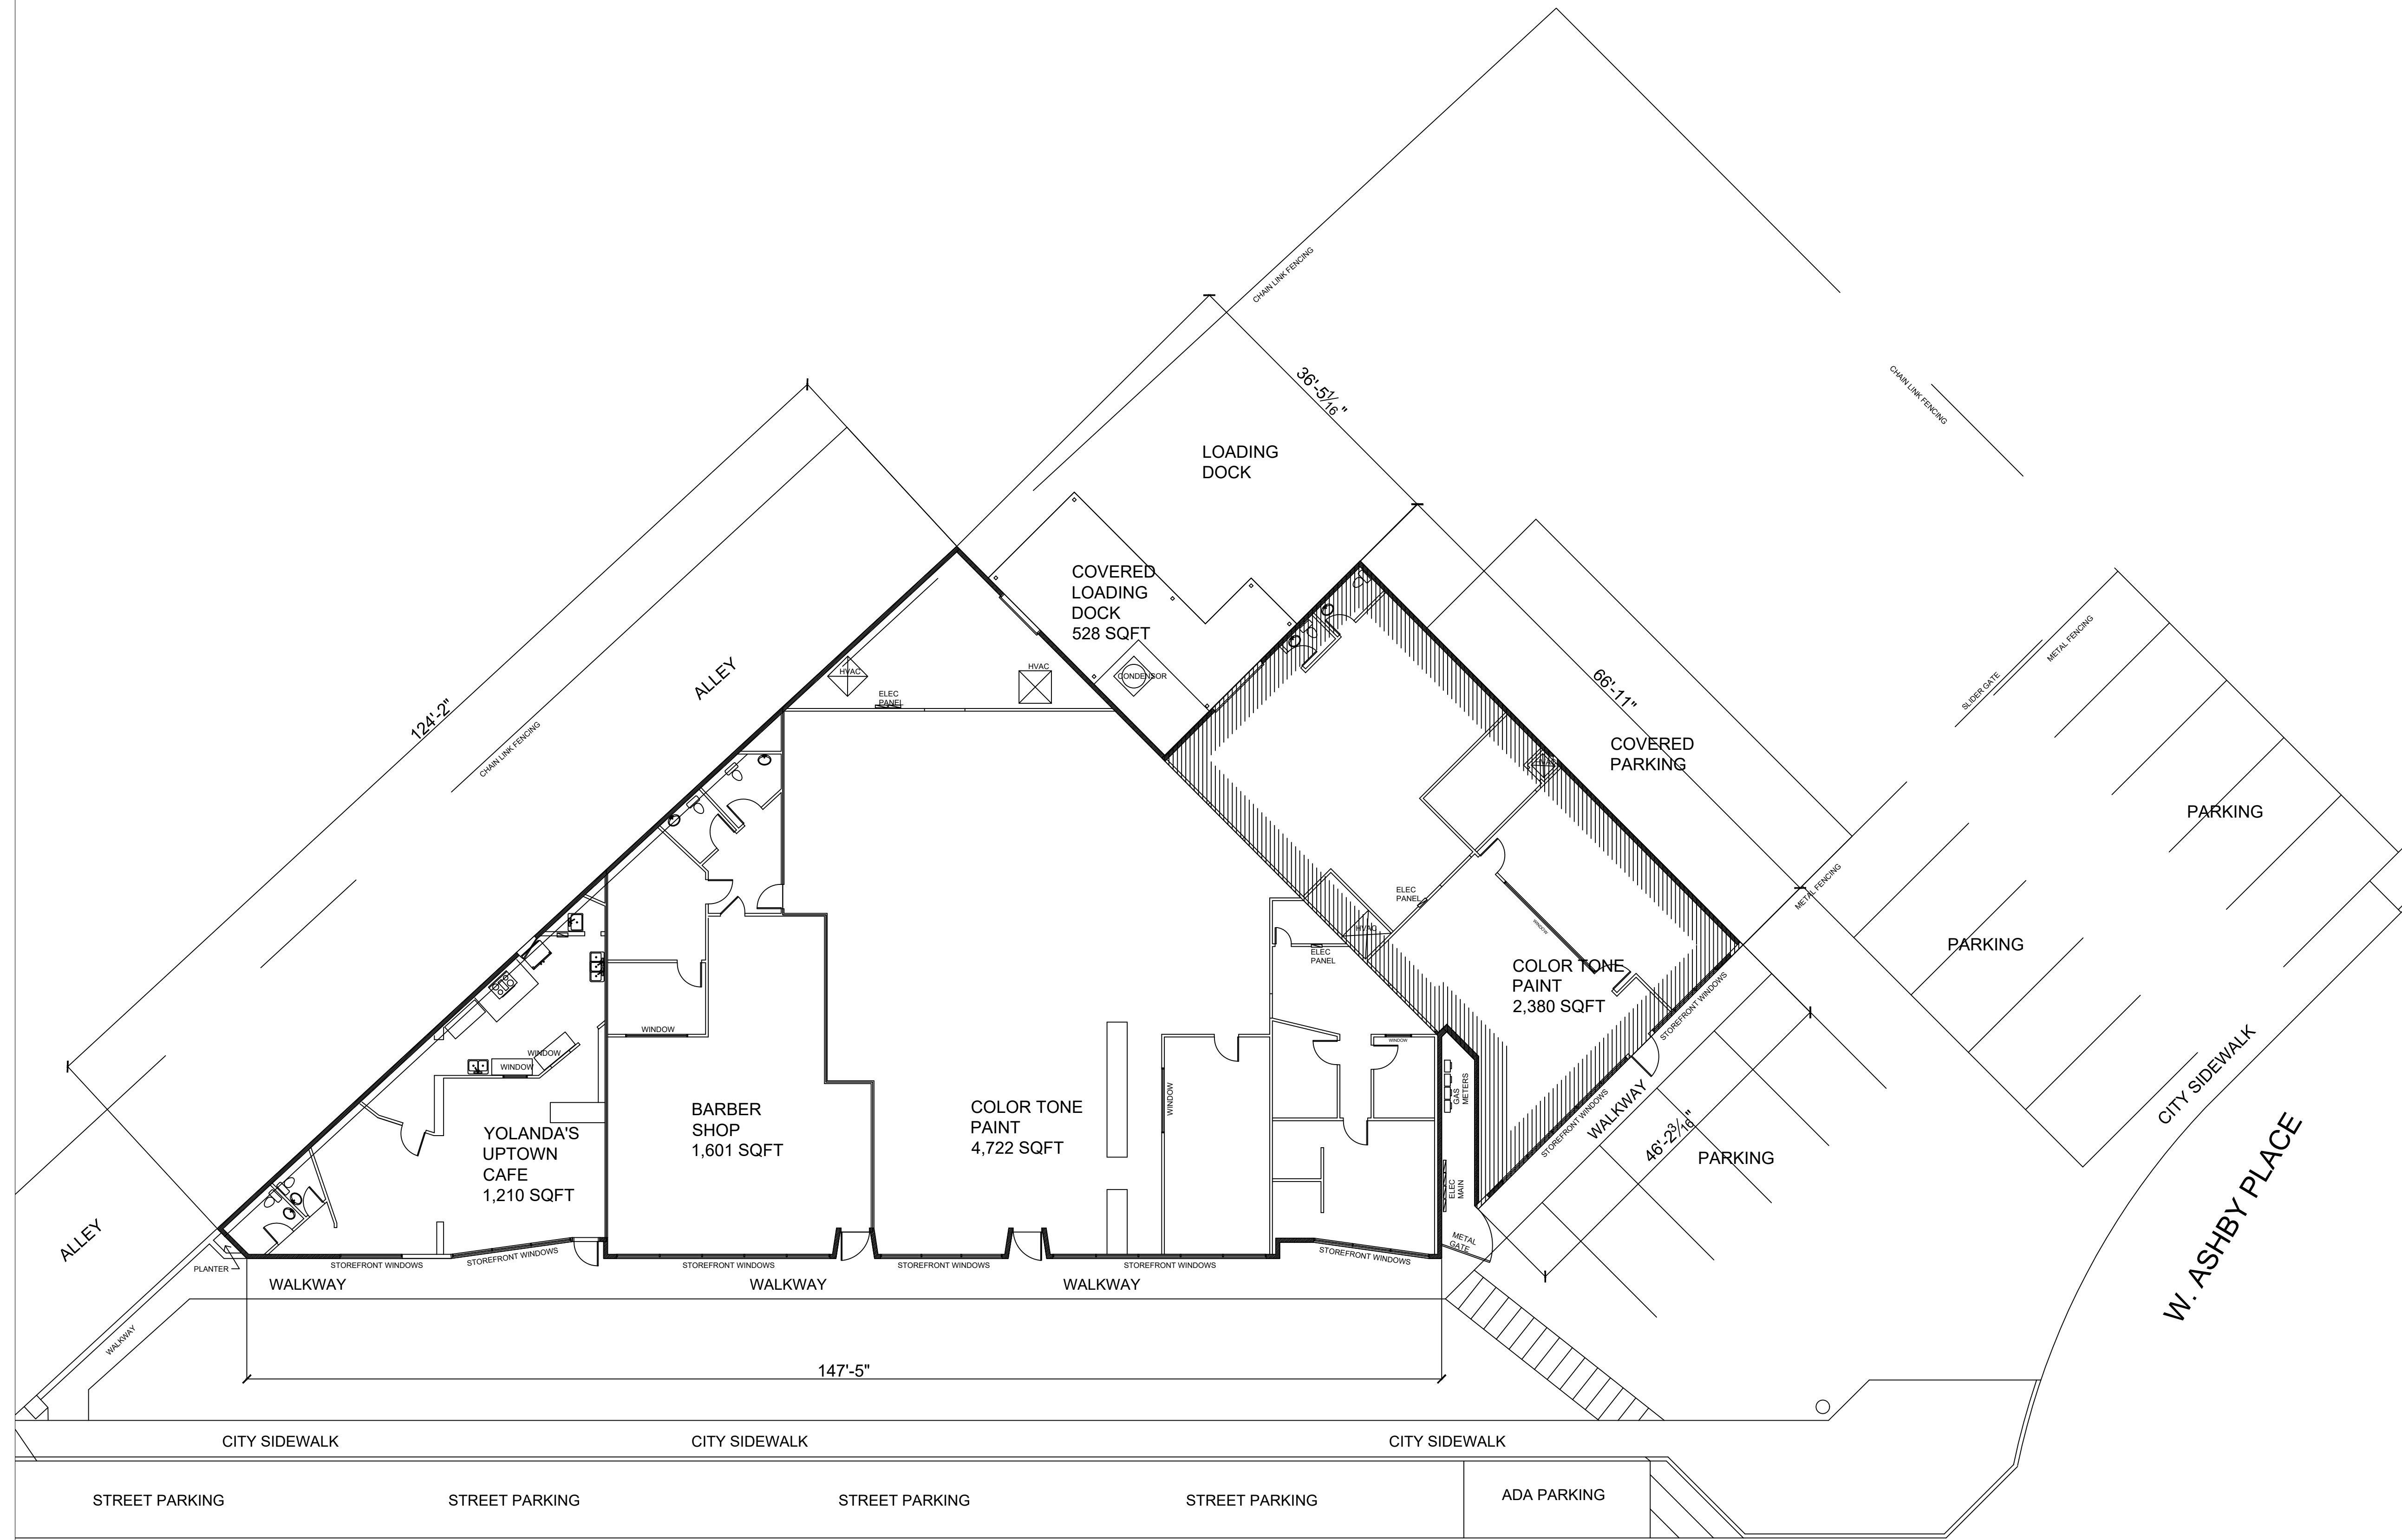 CHAIN LINK FENCING
36'-5 1/16"
CHAIN LINK FENCING
LOADING
DOCK
COVERED
LOADING
DOCK
528 SQFT
ALLEY
HVAC
HVAC
CONDENSOR
ELEC
PANEL
124'-2"
CHAIN LINK FENCING
66'-11"
COVERED
PARKING
METAL FENCING
SLIDER GATE
PARKING
HVAC
METAL FENCING
ELEC
PANEL
WINDOW
HVAC
ELEC
PANEL
PARKING
COLOR TONE
PAINT
2,380 SQFT
STOREFRONT WINDOWS
WINDOW
WINDOW
WINDOW
WINDOW
WINDOW
GAS
METERS
STOREFRONT WINDOWS
WALKWAY
46'-2 3/16"
PARKING
CITY SIDEWALK
W. ASHBY PLACE
YOLANDA'S
UPTOWN
CAFE
1,210 SQFT
BARBER
SHOP
1,601 SQFT
COLOR TONE
PAINT
4,722 SQFT
ELEC
MAIN
METAL
GATE
ALLEY
PLANTER
STOREFRONT WINDOWS
STOREFRONT WINDOWS
STOREFRONT WINDOWS
STOREFRONT WINDOWS
STOREFRONT WINDOWS
STOREFRONT WINDOWS
WALKWAY
WALKWAY
WALKWAY
WALKWAY
147'-5"
CITY SIDEWALK
CITY SIDEWALK
CITY SIDEWALK
STREET PARKING
STREET PARKING
STREET PARKING
STREET PARKING
ADA PARKING